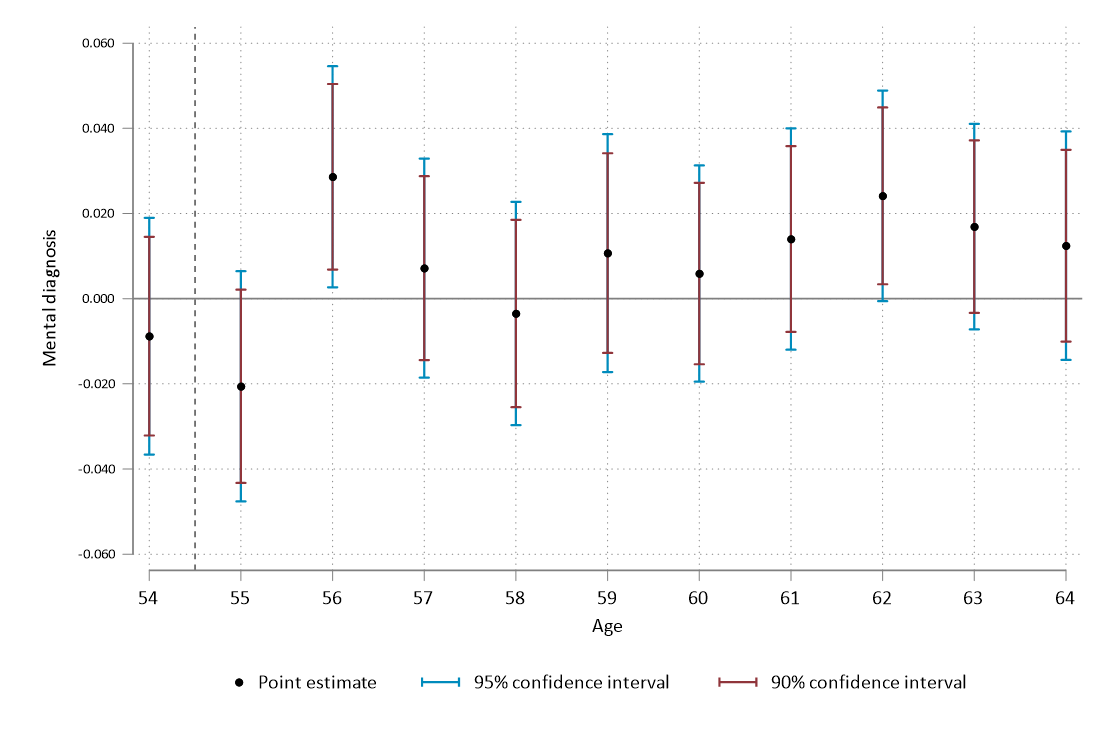 0.060
0.040
0.020
0.000
-0.020
-0.040
-0.060
Mental diagnosis
54 55 56 57 58 59 60 61 62 63 64
Age
Point estimate 95% confidence interval 90% confidence interval